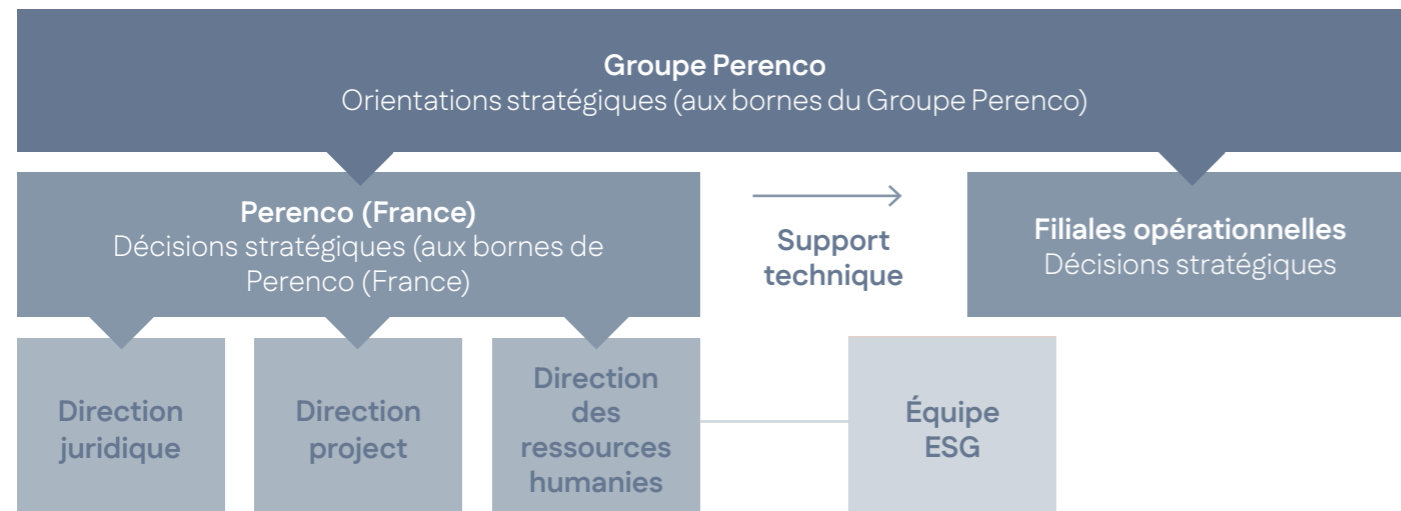 Groupe Perenco
Orientations stratégiques (aux bornes du Groupe Perenco)
Perenco (France)
Décisions stratégiques (aux bornes de
Perenco (France)
Support
technique
Filiales opérationnelles
Décisions stratégiques
Direction
juridique
Direction
project
Direction
des
ressources
humanies
Équipe
ESG